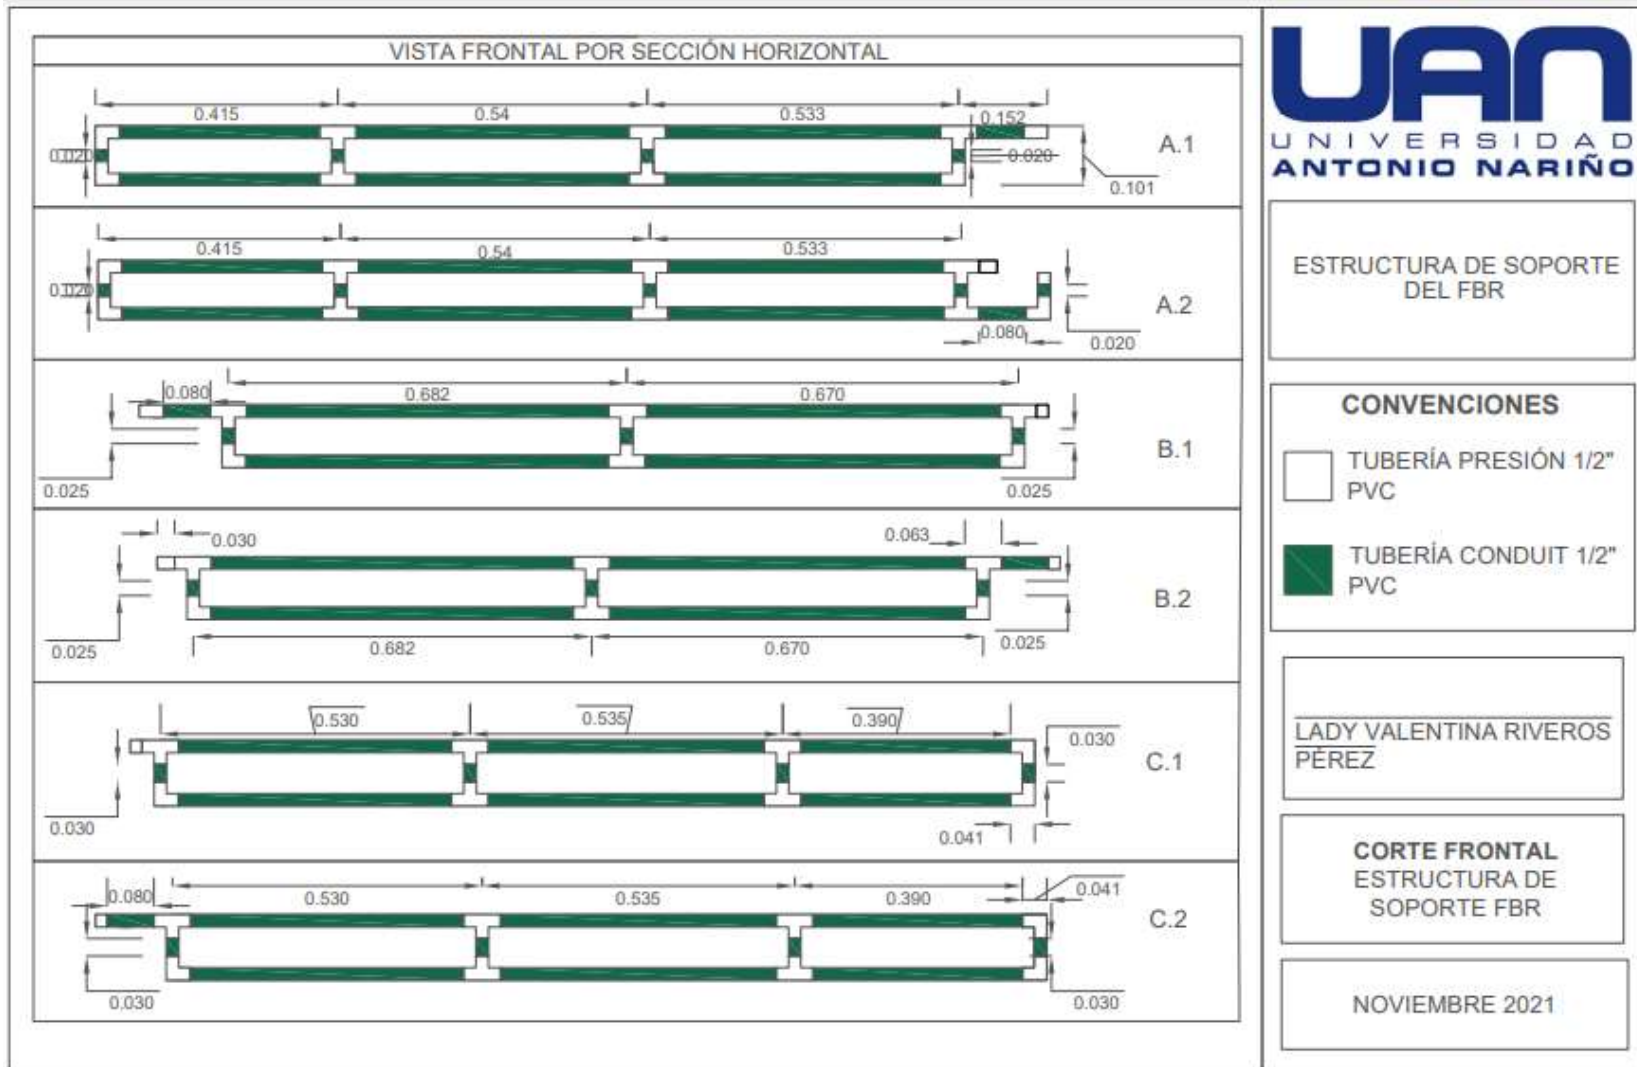 VISTA FRONTAL POR SECCIÓN HORIZONTAL
0.415 0.54 0.533 0.152
0.020 0.020
0.101
A.1
0.415 0.54 0.533
0.020
0.080
0.020
A.2
0.080 0.682 0.670
0.025 0.025
B.1
0.030 0.063
0.025 0.025
0.682 0.670
B.2
0.530 0.535 0.390
0.030
0.030
0.041
C.1
0.080 0.530 0.535 0.390 0.041
0.030 0.030
C.2
UAN
UNIVERSIDAD
ANTONIO NARIÑO
ESTRUCTURA DE SOPORTE
DEL FBR
CONVENCIONES
TUBERÍA PRESIÓN 1/2"
PVC
TUBERÍA CONDUIT 1/2"
PVC
LADY VALENTINA RIVEROS
PÉREZ
CORTE FRONTAL
ESTRUCTURA DE
SOPORTE FBR
NOVIEMBRE 2021